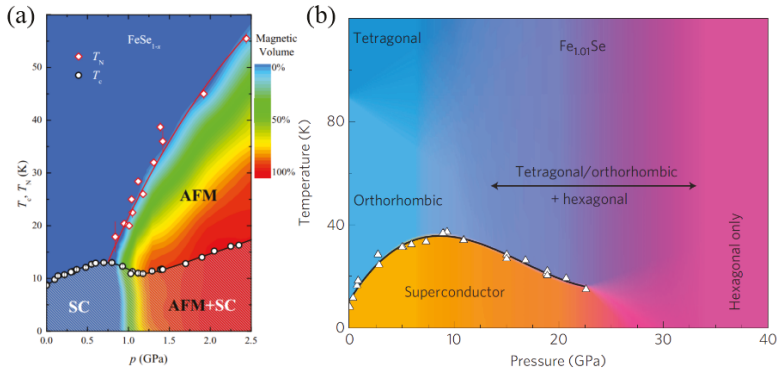 (a)
FeSe1-x
TN
Tc
Magnetic
Volume
0%
50%
100%
AFM
SC
AFM+SC
Tc, TN (K)
55
50
45
40
35
30
25
20
15
10
5
0
0.0 0.5 1.0 1.5 2.0 2.5
p (GPa)
(b)
Tetragonal
Fe1.01Se
Tetragonal/orthorhombic
+ hexagonal
Orthorhombic
Superconductor
Hexagonal only
Temperature (K)
80
40
0
0 10 20 30 40
Pressure (GPa)